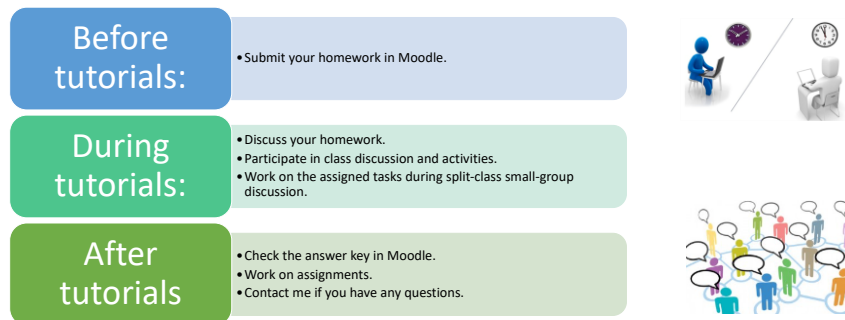 Before
tutorials:
•Submit your homework in Moodle.
During
tutorials:
•Discuss your homework.
•Participate in class discussion and activities.
•Work on the assigned tasks during split-class small-group
discussion.
After
tutorials
•Check the answer key in Moodle.
•Work on assignments.
•Contact me if you have any questions.